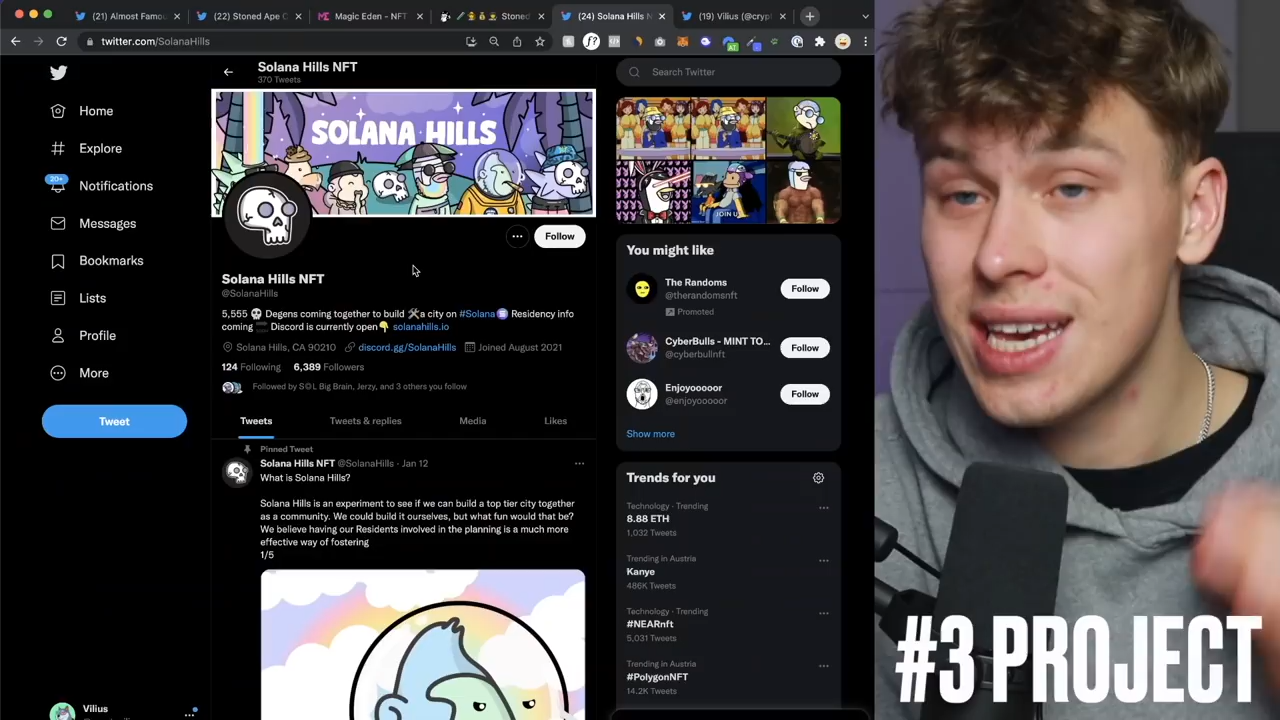 (21) Almost Famou
(22) Stoned Ape C
Magic Eden - NFT
Stoned
(24) Solana Hills N
(19) Vilius (@cryp
twitter.com/SolanaHills
Solana Hills NFT
370 Tweets
Search Twitter
Home
Explore
20+
Notifications
Messages
Bookmarks
Lists
Profile
More
Tweet
Vilius
SOLANA HILLS
Follow
Solana Hills NFT
@SolanaHills
5,555 Degens coming together to build a city on #Solana Residency info
coming Discord is currently open solanahills.io
Solana Hills, CA 90210 discord.gg/SolanaHills Joined August 2021
124 Following 6,389 Followers
Followed by S◎L Big Brain, Jerzy, and 3 others you follow
Tweets
Tweets & replies
Media
Likes
Pinned Tweet
Solana Hills NFT @SolanaHills · Jan 12
What is Solana Hills?
Solana Hills is an experiment to see if we can build a top tier city together
as a community. We could build it ourselves, but what fun would that be?
We believe having our Residents involved in the planning is a much more
effective way of fostering
1/5
JOIN U
You might like
The Randoms
@therandomsnft
Promoted
Follow
CyberBulls - MINT TO...
@cyberbullnft
Follow
Enjoyooooor
@enjoyooooor
Follow
Show more
Trends for you
Technology · Trending
8.88 ETH
1,032 Tweets
Trending in Austria
Kanye
486K Tweets
Technology · Trending
#NEARnft
5,031 Tweets
Trending in Austria
#PolygonNFT
14.2K Tweets
#3 PROJECT